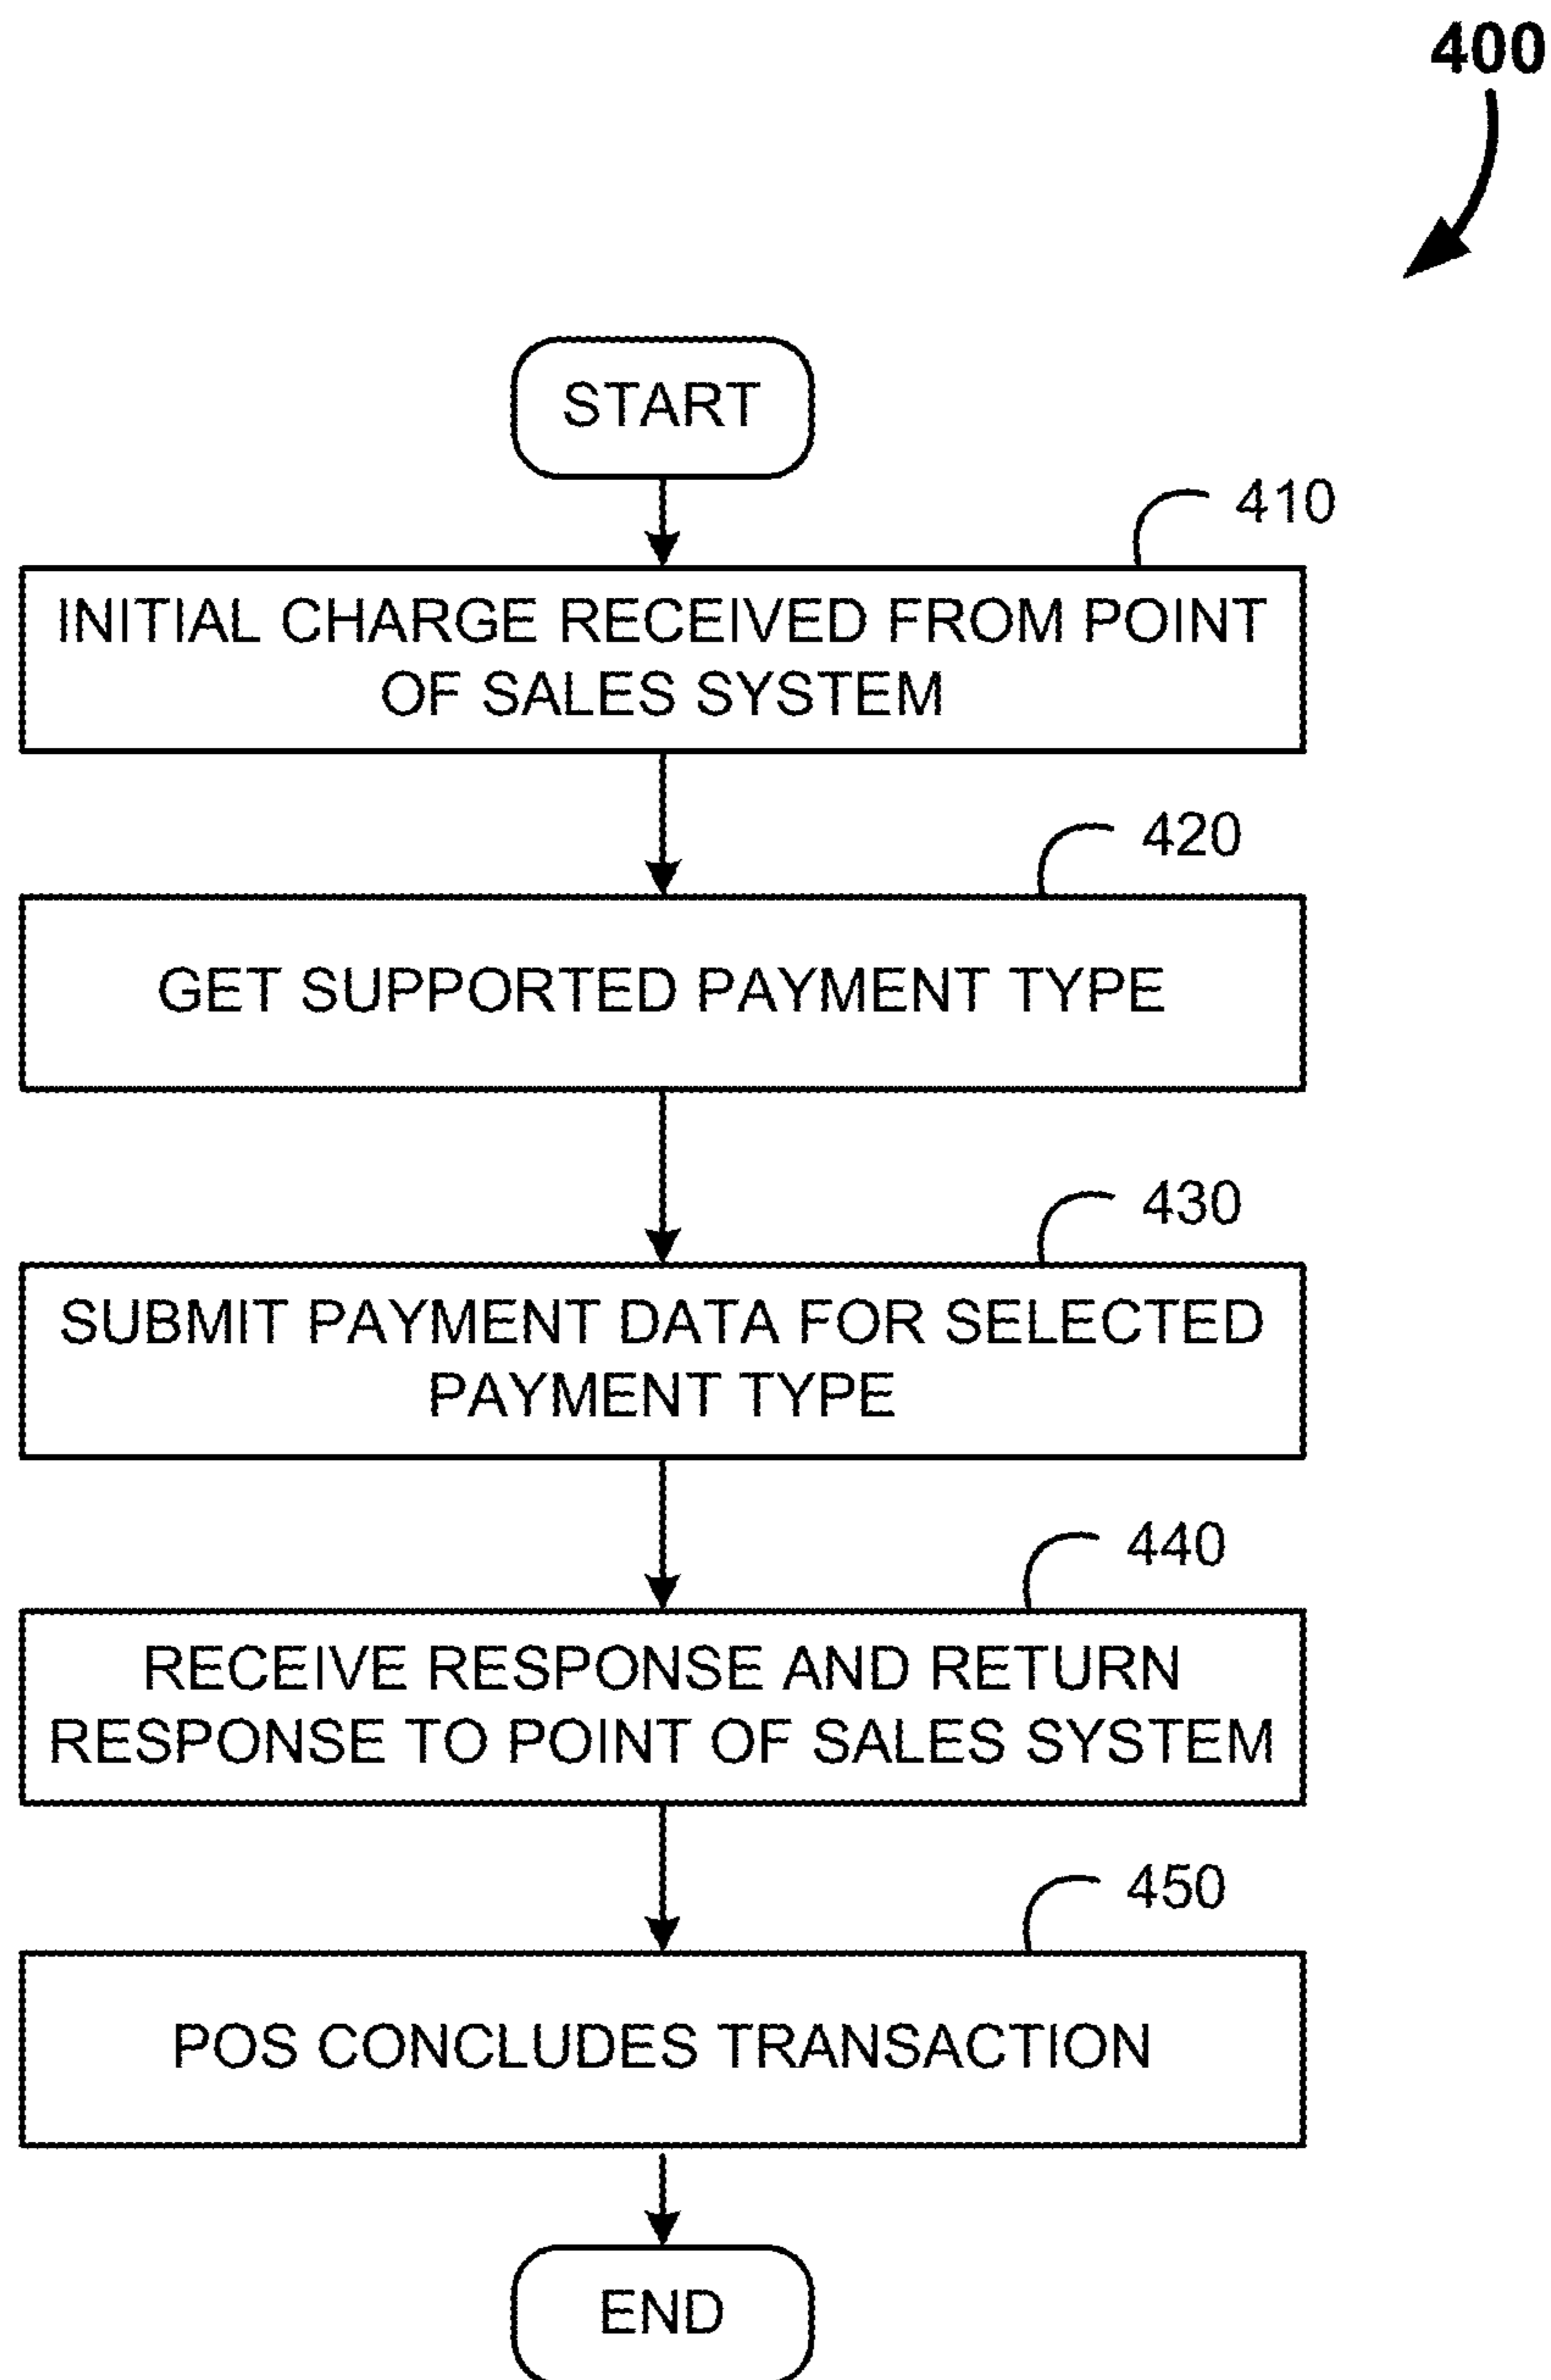 400
START
410
INITIAL CHARGE RECEIVED FROM POINT
OF SALES SYSTEM
420
GET SUPPORTED PAYMENT TYPE
430
SUBMIT PAYMENT DATA FOR SELECTED
PAYMENT TYPE
440
RECEIVE RESPONSE AND RETURN
RESPONSE TO POINT OF SALES SYSTEM
450
POS CONCLUDES TRANSACTION
END